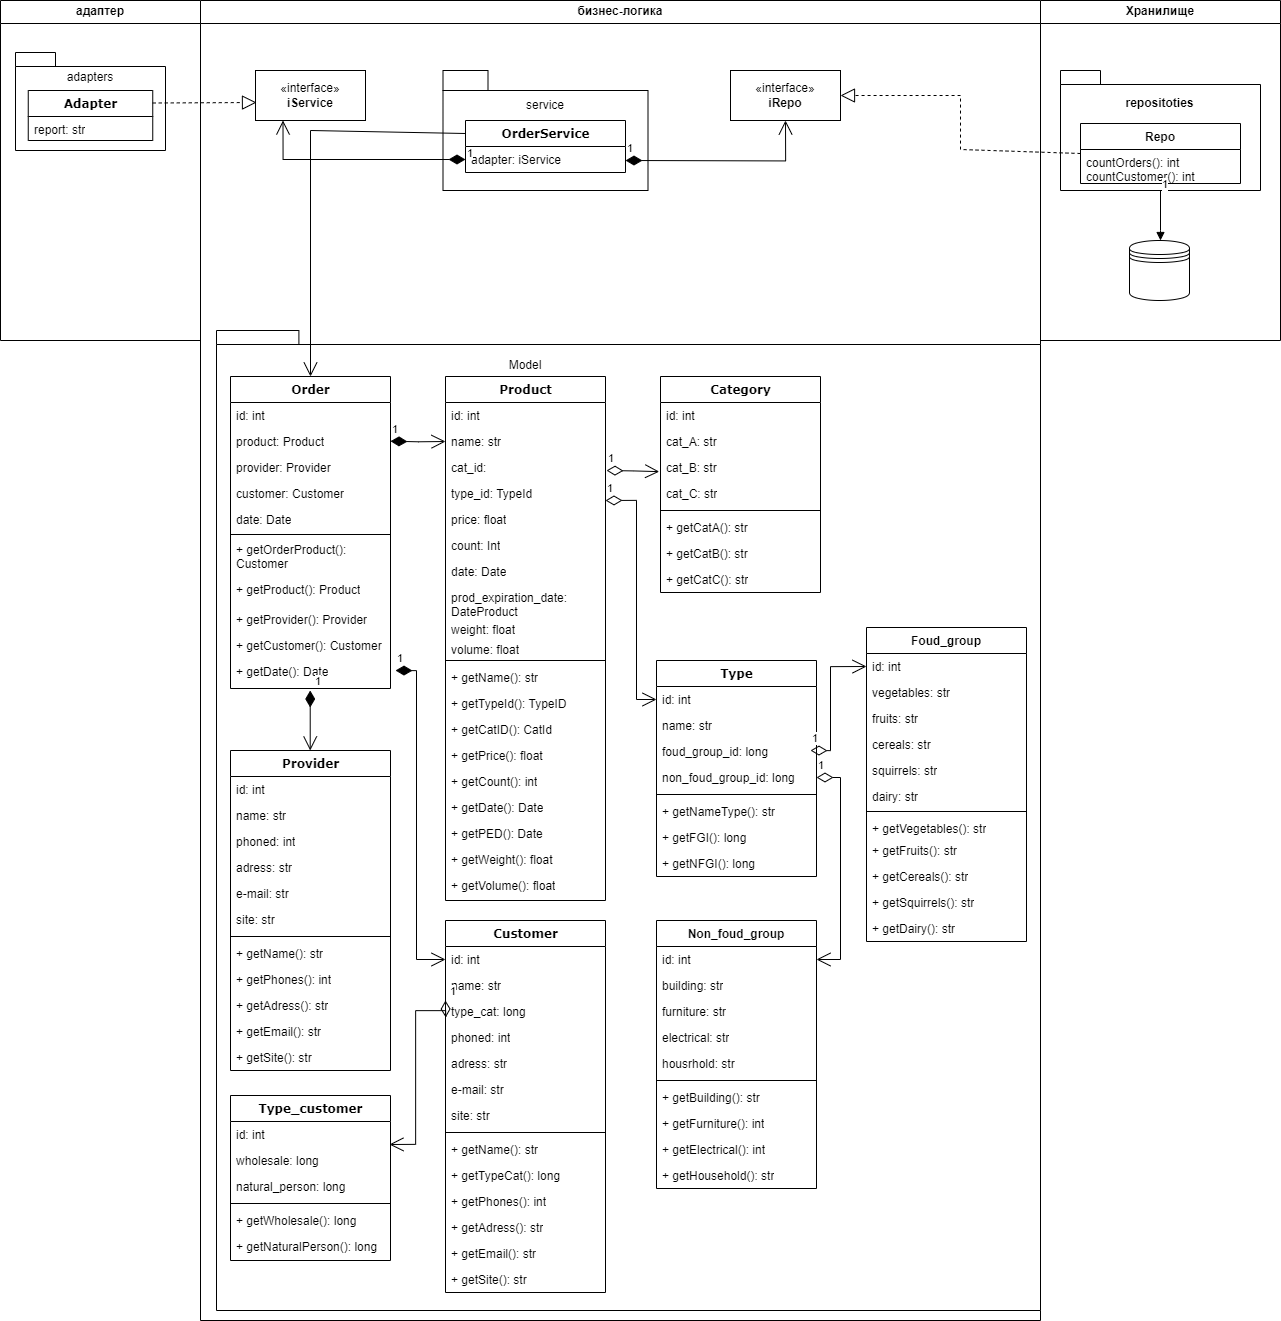 адаптер
бизнес-логика
Хранилище
adapters
Adapter
report: str
«interface»
iService
service
OrderService
1
adapter: iService
1
«interface»
iRepo
repositoties
Repo
countOrders(): int
countCustomer(): int
1
Model
Order
id: int
product: Product
provider: Provider
customer: Customer
date: Date
+ getOrderProduct():
Customer
+ getProduct(): Product
+ getProvider(): Provider
+ getCustomer(): Customer
+ getDate(): Date
1
1
1
Product
id: int
name: str
cat_id:
type_id: TypeId
price: float
count: Int
date: Date
prod_expiration_date:
DateProduct
weight: float
volume: float
+ getName(): str
+ getTypeId(): TypeID
+ getCatID(): CatId
+ getPrice(): float
+ getCount(): int
+ getDate(): Date
+ getPED(): Date
+ getWeight(): float
+ getVolume(): float
1
1
Category
id: int
cat_A: str
cat_B: str
cat_C: str
+ getCatA(): str
+ getCatB(): str
+ getCatC(): str
Type
id: int
name: str
foud_group_id: long
non_foud_group_id: long
+ getNameType(): str
+ getFGI(): long
+ getNFGI(): long
1
1
Foud_group
id: int
vegetables: str
fruits: str
cereals: str
squirrels: str
dairy: str
+ getVegetables(): str
+ getFruits(): str
+ getCereals(): str
+ getSquirrels(): str
+ getDairy(): str
Provider
id: int
name: str
phoned: int
adress: str
e-mail: str
site: str
+ getName(): str
+ getPhones(): int
+ getAdress(): str
+ getEmail(): str
+ getSite(): str
Customer
id: int
name: str
1
type_cat: long
phoned: int
adress: str
e-mail: str
site: str
+ getName(): str
+ getTypeCat(): long
+ getPhones(): int
+ getAdress(): str
+ getEmail(): str
+ getSite(): str
Non_foud_group
id: int
building: str
furniture: str
electrical: str
housrhold: str
+ getBuilding(): str
+ getFurniture(): int
+ getElectrical(): int
+ getHousehold(): str
Type_customer
id: int
wholesale: long
natural_person: long
+ getWholesale(): long
+ getNaturalPerson(): long